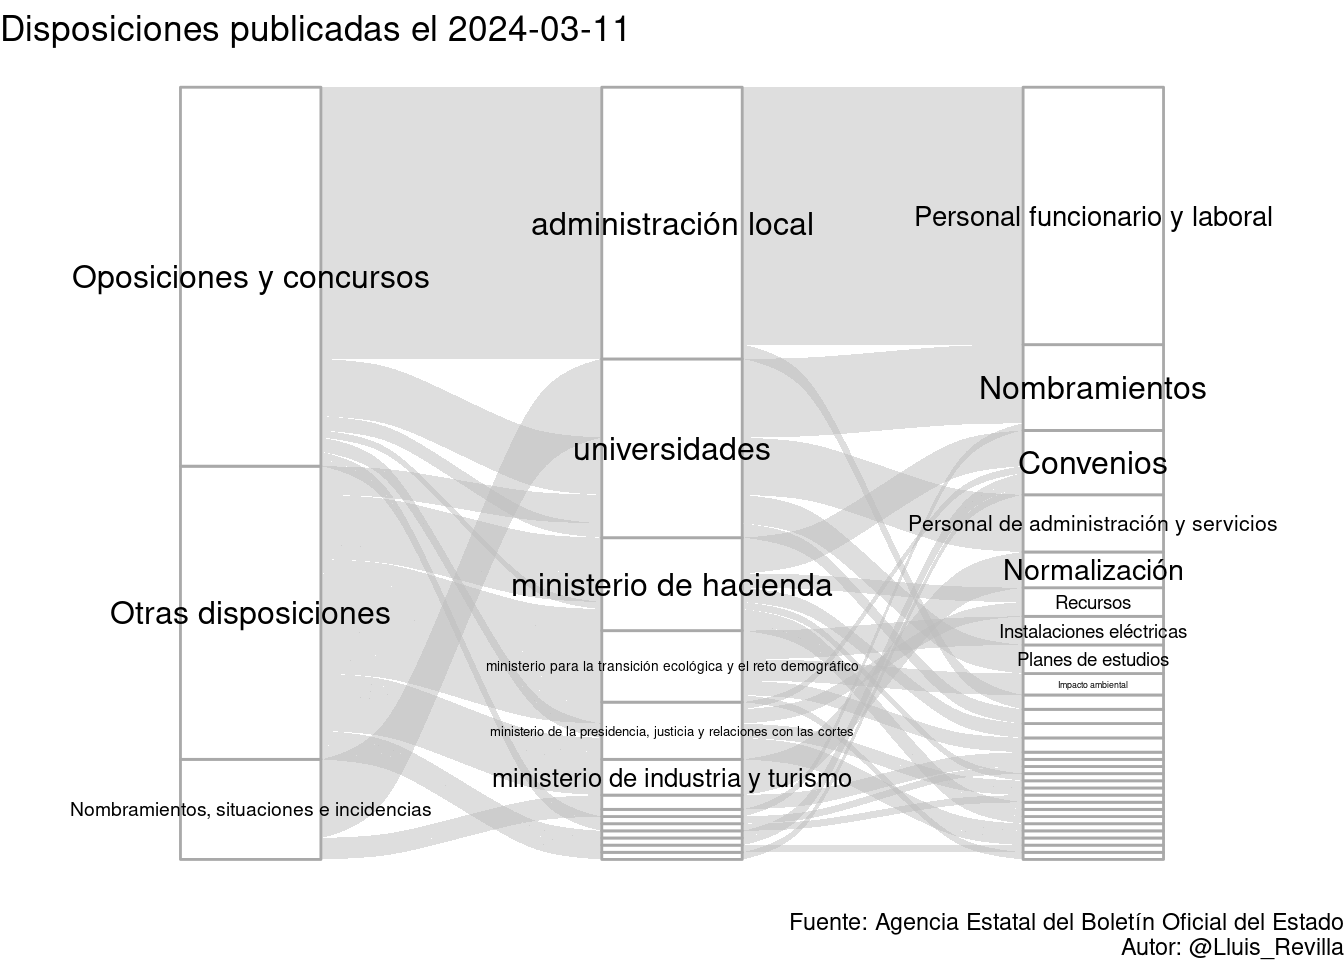 Disposiciones publicadas el 2024-03-11
Oposiciones y concursos
Otras disposiciones
Nombramientos, situaciones e incidencias
administración local
universidades
ministerio de hacienda
ministerio para la transición ecológica y el reto demográfico
ministerio de la presidencia, justicia y relaciones con las cortes
ministerio de industria y turismo
Personal funcionario y laboral
Nombramientos
Convenios
Personal de administración y servicios
Normalización
Recursos
Instalaciones eléctricas
Planes de estudios
Impacto ambiental
Fuente: Agencia Estatal del Boletín Oficial del Estado
Autor: @Lluis_Revilla